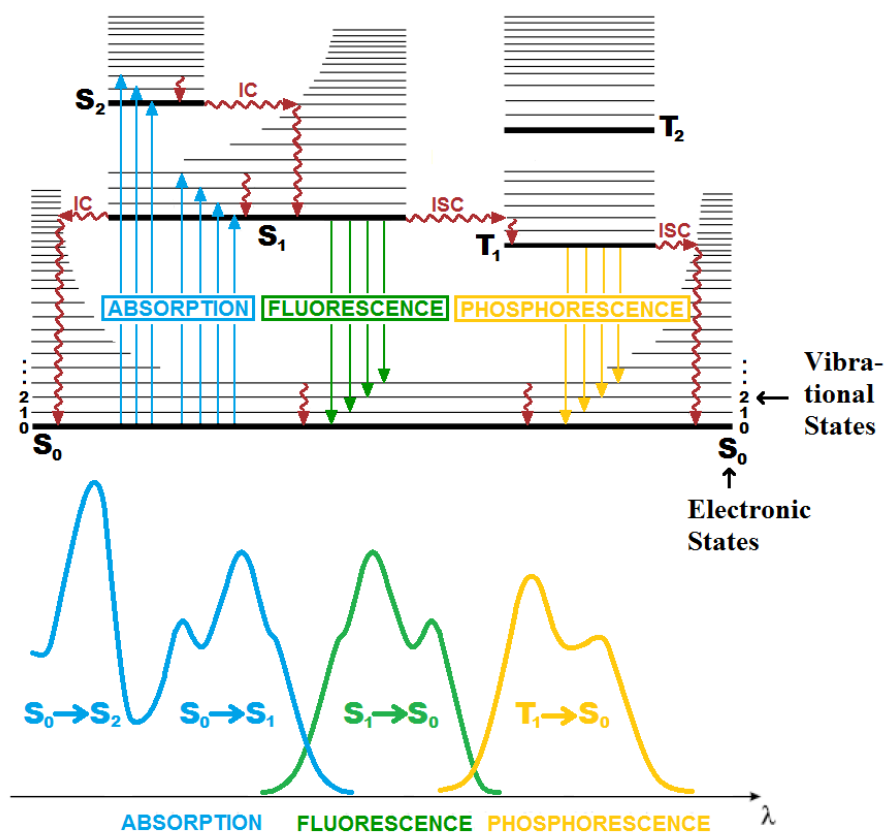 S₂
IC
T₂
IC
S₁
ISC
T₁
ISC
ABSORPTION
FLUORESCENCE
PHOSPHORESCENCE
⋮
2
1
0
S₀
⋮
2
1
0
S₀
Vibra-
tional
States
Electronic
States
S₀→S₂
S₀→S₁
S₁→S₀
T₁→S₀
λ
ABSORPTION
FLUORESCENCE
PHOSPHORESCENCE